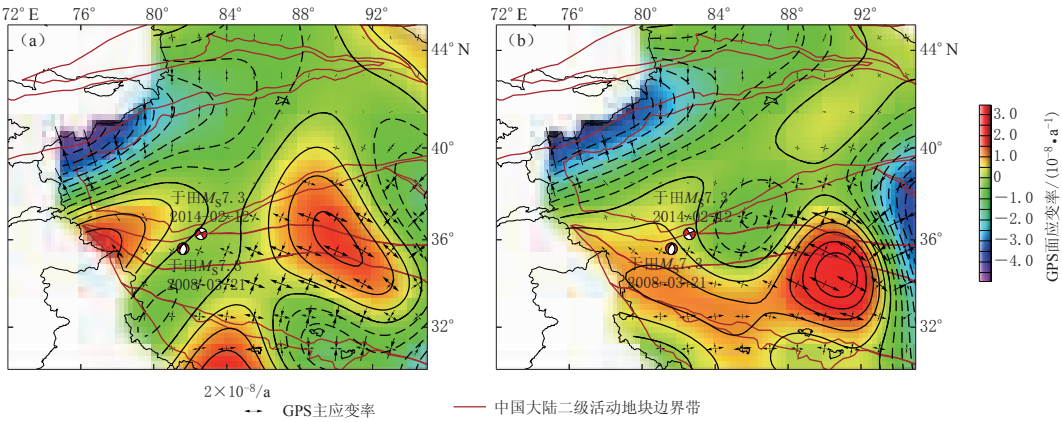 72° E 76 80 84 88 92
（a）
44° N
40°
36°
32°
于田MS7.3
2014-02-12
于田MS7.3
2008-03-21
72° E 76 80 84 88 92
（b）
44° N
40°
36°
32°
于田MS7.3
2014-02-12
于田MS7.3
2008-03-21
3.0
2.0
1.0
0
−1.0
−2.0
−3.0
−4.0
GPS面应变率/(10⁻⁸•a⁻¹)
2×10⁻⁸/a
GPS主应变率
中国大陆二级活动地块边界带